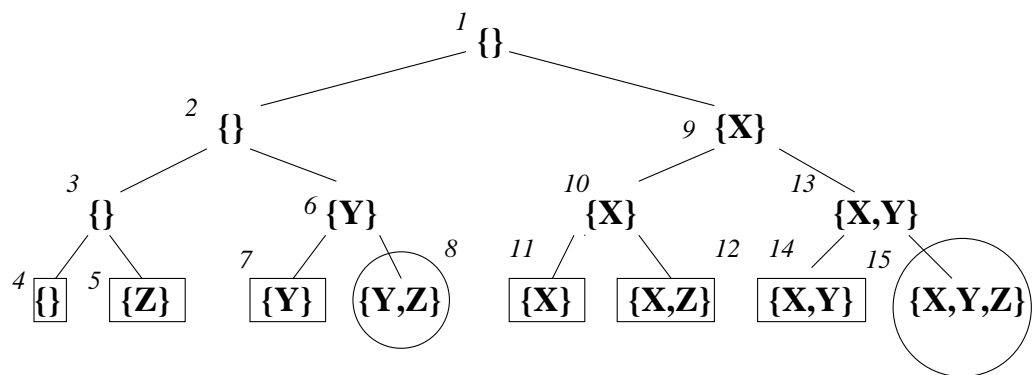 1 {}
2 {} 9 {X}
3 {} 6 {Y} 10 {X} 13 {X,Y}
4 {} 5 {Z} 7 {Y} 8 {Y,Z} 11 {X} 12 {X,Z} 14 {X,Y} 15 {X,Y,Z}